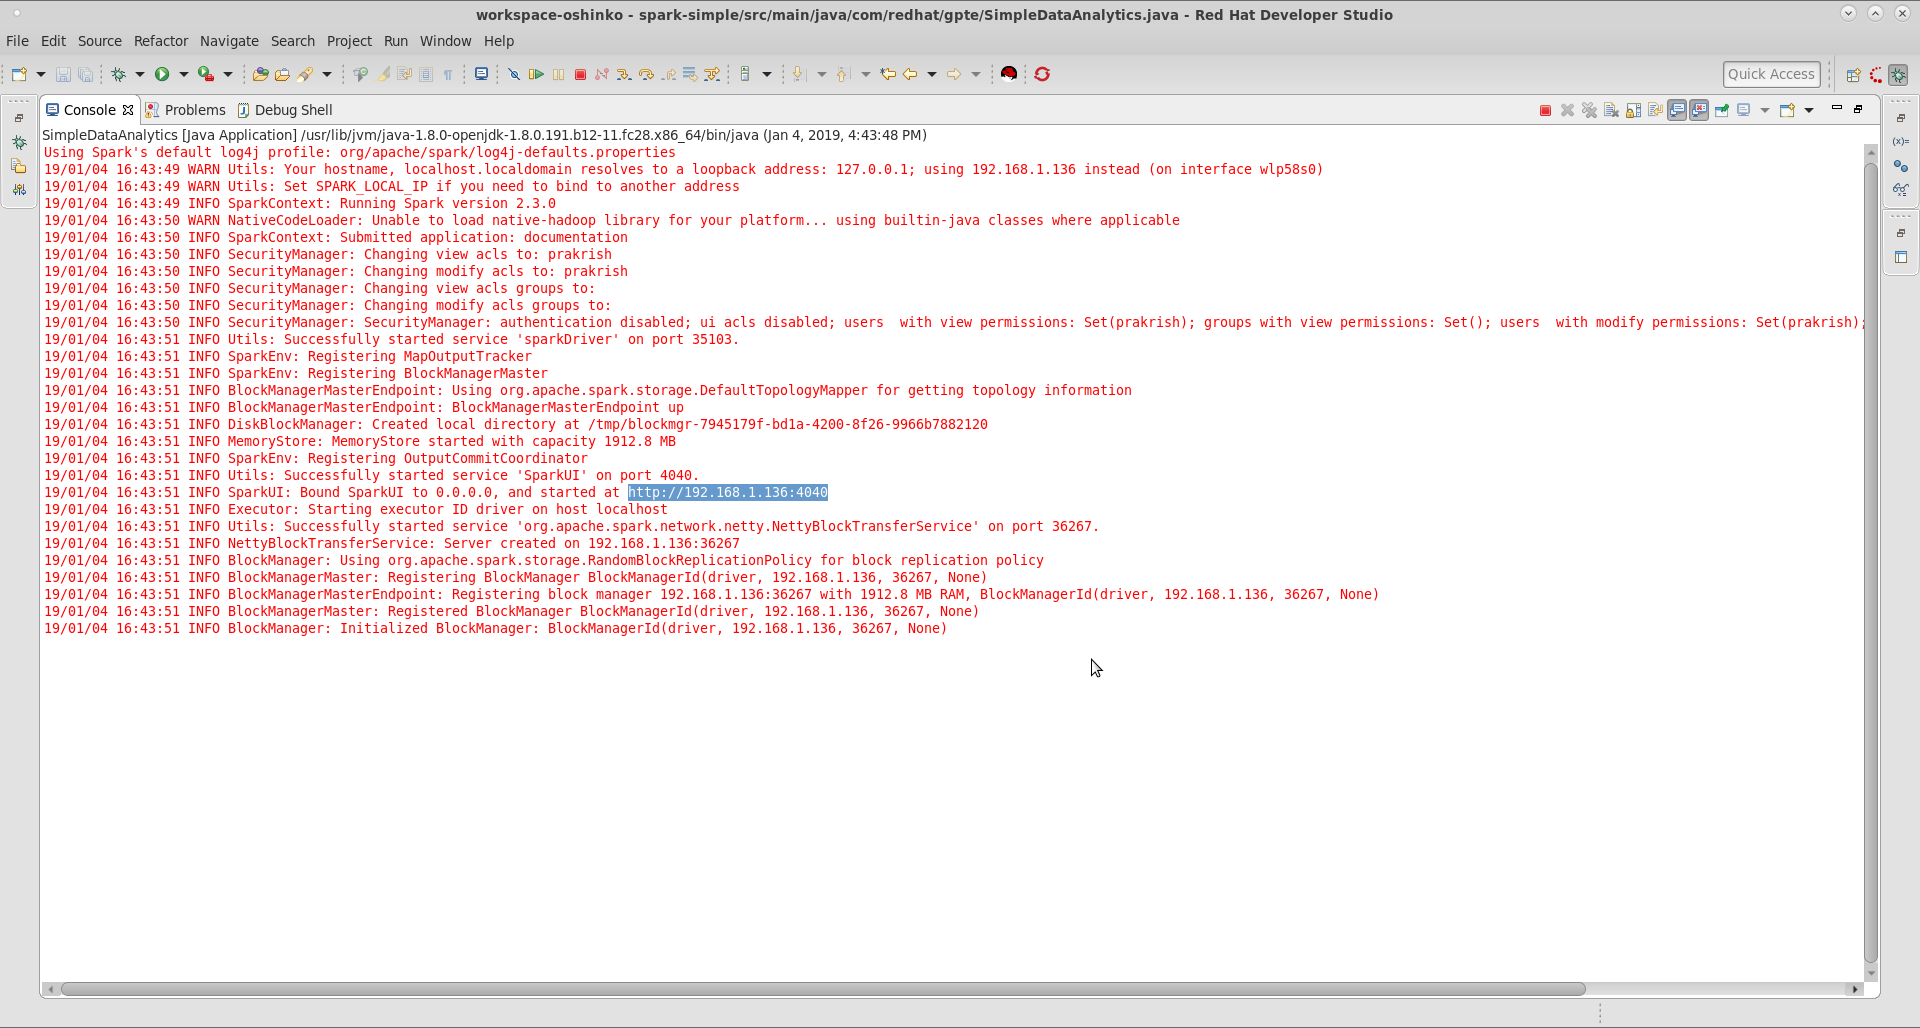 workspace-oshinko - spark-simple/src/main/java/com/redhat/gpte/SimpleDataAnalytics.java - Red Hat Developer Studio
File Edit Source Refactor Navigate Search Project Run Window Help
Quick Access
Console Problems Debug Shell
SimpleDataAnalytics [Java Application] /usr/lib/jvm/java-1.8.0-openjdk-1.8.0.191.b12-11.fc28.x86_64/bin/java (Jan 4, 2019, 4:43:48 PM)
Using Spark's default log4j profile: org/apache/spark/log4j-defaults.properties
19/01/04 16:43:49 WARN Utils: Your hostname, localhost.localdomain resolves to a loopback address: 127.0.0.1; using 192.168.1.136 instead (on interface wlp58s0)
19/01/04 16:43:49 WARN Utils: Set SPARK_LOCAL_IP if you need to bind to another address
19/01/04 16:43:49 INFO SparkContext: Running Spark version 2.3.0
19/01/04 16:43:50 WARN NativeCodeLoader: Unable to load native-hadoop library for your platform... using builtin-java classes where applicable
19/01/04 16:43:50 INFO SparkContext: Submitted application: documentation
19/01/04 16:43:50 INFO SecurityManager: Changing view acls to: prakrish
19/01/04 16:43:50 INFO SecurityManager: Changing modify acls to: prakrish
19/01/04 16:43:50 INFO SecurityManager: Changing view acls groups to:
19/01/04 16:43:50 INFO SecurityManager: Changing modify acls groups to:
19/01/04 16:43:50 INFO SecurityManager: SecurityManager: authentication disabled; ui acls disabled; users  with view permissions: Set(prakrish); groups with view permissions: Set(); users  with modify permissions: Set(prakrish);
19/01/04 16:43:51 INFO Utils: Successfully started service 'sparkDriver' on port 35103.
19/01/04 16:43:51 INFO SparkEnv: Registering MapOutputTracker
19/01/04 16:43:51 INFO SparkEnv: Registering BlockManagerMaster
19/01/04 16:43:51 INFO BlockManagerMasterEndpoint: Using org.apache.spark.storage.DefaultTopologyMapper for getting topology information
19/01/04 16:43:51 INFO BlockManagerMasterEndpoint: BlockManagerMasterEndpoint up
19/01/04 16:43:51 INFO DiskBlockManager: Created local directory at /tmp/blockmgr-7945179f-bd1a-4200-8f26-9966b7882120
19/01/04 16:43:51 INFO MemoryStore: MemoryStore started with capacity 1912.8 MB
19/01/04 16:43:51 INFO SparkEnv: Registering OutputCommitCoordinator
19/01/04 16:43:51 INFO Utils: Successfully started service 'SparkUI' on port 4040.
19/01/04 16:43:51 INFO SparkUI: Bound SparkUI to 0.0.0.0, and started at http://192.168.1.136:4040
19/01/04 16:43:51 INFO Executor: Starting executor ID driver on host localhost
19/01/04 16:43:51 INFO Utils: Successfully started service 'org.apache.spark.network.netty.NettyBlockTransferService' on port 36267.
19/01/04 16:43:51 INFO NettyBlockTransferService: Server created on 192.168.1.136:36267
19/01/04 16:43:51 INFO BlockManager: Using org.apache.spark.storage.RandomBlockReplicationPolicy for block replication policy
19/01/04 16:43:51 INFO BlockManagerMaster: Registering BlockManager BlockManagerId(driver, 192.168.1.136, 36267, None)
19/01/04 16:43:51 INFO BlockManagerMasterEndpoint: Registering block manager 192.168.1.136:36267 with 1912.8 MB RAM, BlockManagerId(driver, 192.168.1.136, 36267, None)
19/01/04 16:43:51 INFO BlockManagerMaster: Registered BlockManager BlockManagerId(driver, 192.168.1.136, 36267, None)
19/01/04 16:43:51 INFO BlockManager: Initialized BlockManager: BlockManagerId(driver, 192.168.1.136, 36267, None)